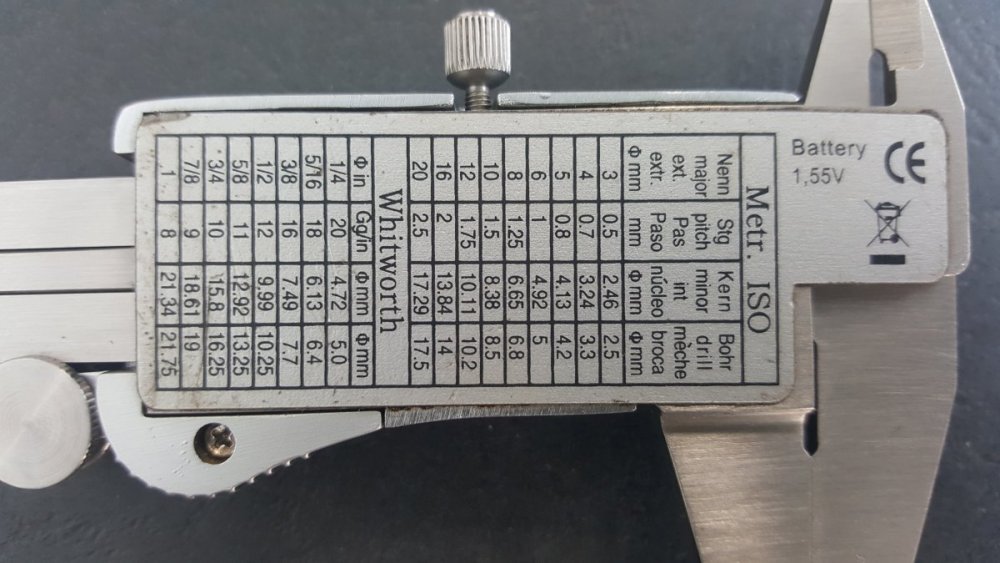 CE
Battery
1,55V
Metr. ISO
Nenn Stg Kern Bohr
major pitch minor drill
ext. Pas int mèche
extr. Paso núdeo broca
Φ mm mm Φ mm Φ mm
3 0.5 2.46 2.5
4 0.7 3.24 3.3
5 0.8 4.13 4.2
6 1 4.92 5
8 1.25 6.65 6.8
10 1.5 8.38 8.5
12 1.75 10.11 10.2
16 2 13.84 14
20 2.5 17.29 17.5
Whitworth
Φ in Gg/in Φ mm Φ mm
1/4 20 4.72 5.0
5/16 18 6.13 6.4
3/8 16 7.49 7.7
1/2 12 9.99 10.25
5/8 11 12.92 13.25
3/4 10 15.8 16.25
7/8 9 18.61 19
1 8 21.34 21.75